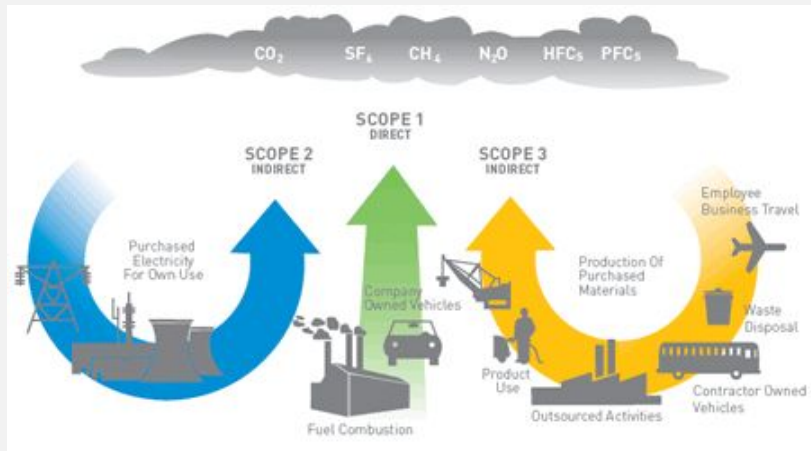 CO₂ SF₆ CH₄ N₂O HFCs PFCs
SCOPE 1
DIRECT
SCOPE 2
INDIRECT
SCOPE 3
INDIRECT
Purchased
Electricity
For Own Use
Company
Owned Vehicles
Fuel Combustion
Employee
Business Travel
Production Of
Purchased
Materials
Waste
Disposal
Product
Use
Contractor Owned
Vehicles
Outsourced Activities